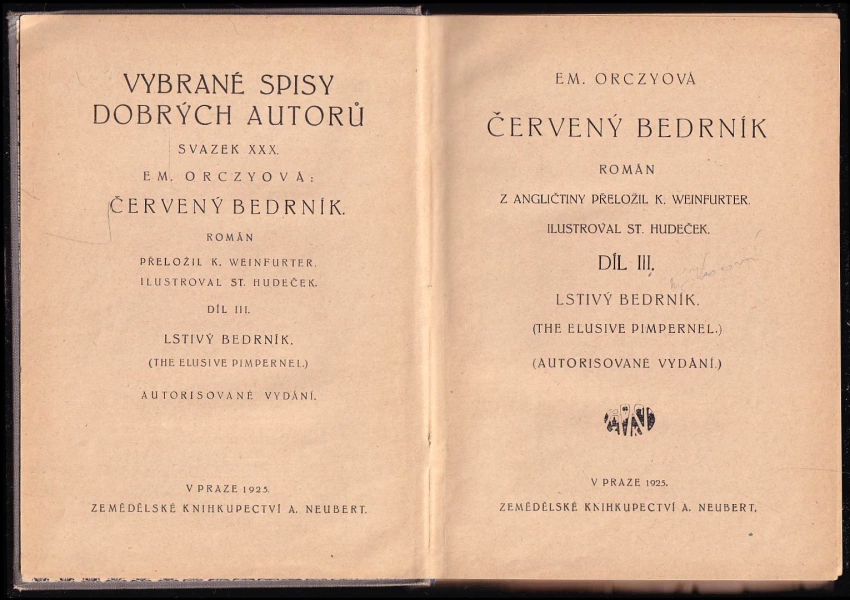 VYBRANÉ SPISY
DOBRÝCH AUTORŮ
SVAZEK XXX.
EM. ORCZYOVÁ:
ČERVENÝ BEDRNÍK.
ROMÁN
PŘELOŽIL K. WEINFURTER.
ILUSTROVAL ST. HUDEČEK.
DÍL III.
LSTIVÝ BEDRNÍK.
(THE ELUSIVE PIMPERNEL.)
AUTORISOVANÉ VYDÁNÍ.
V PRAZE 1925.
ZEMĚDĚLSKÉ KNIHKUPECTVÍ A. NEUBERT.
EM. ORCZYOVÁ
ČERVENÝ BEDRNÍK
ROMÁN
Z ANGLIČTINY PŘELOŽIL K. WEINFURTER.
ILUSTROVAL ST. HUDEČEK.
DÍL III.
LSTIVÝ BEDRNÍK.
(THE ELUSIVE PIMPERNEL.)
(AUTORISOVANÉ VYDÁNÍ.)
V PRAZE 1925.
ZEMĚDĚLSKÉ KNIHKUPECTVÍ A. NEUBERT.